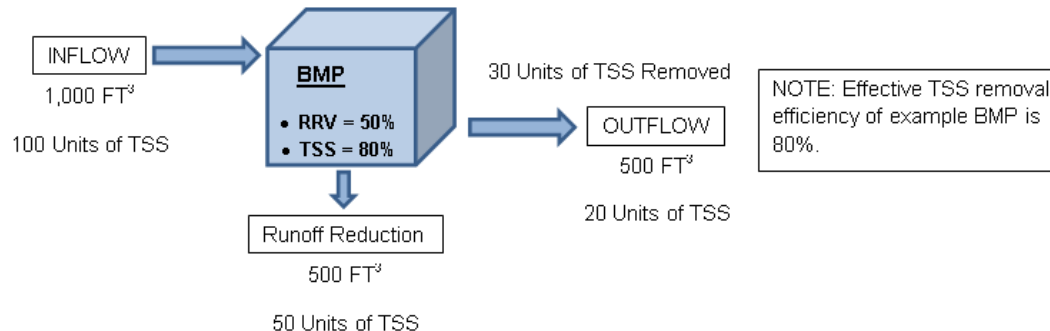 INFLOW
1,000 FT³
100 Units of TSS
BMP
• RRV = 50%
• TSS = 80%
Runoff Reduction
500 FT³
50 Units of TSS
30 Units of TSS Removed
OUTFLOW
500 FT³
20 Units of TSS
NOTE: Effective TSS removal
efficiency of example BMP is
80%.